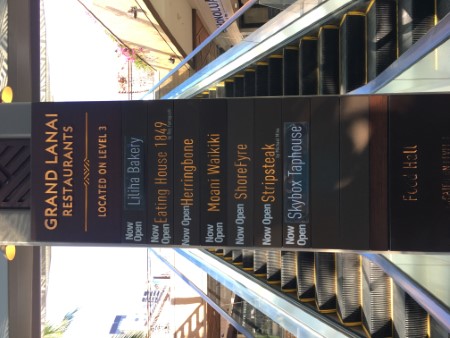 GRAND LANAI
RESTAURANTS
LOCATED ON LEVEL 3
Now Open Liliha Bakery
Now Open Eating House 1849
Now Open Herringbone
Now Open Moani Waikiki
Now Open ShoreFyre
Now Open Stripsteak
Now Open Skybox Taphouse
Food Hall